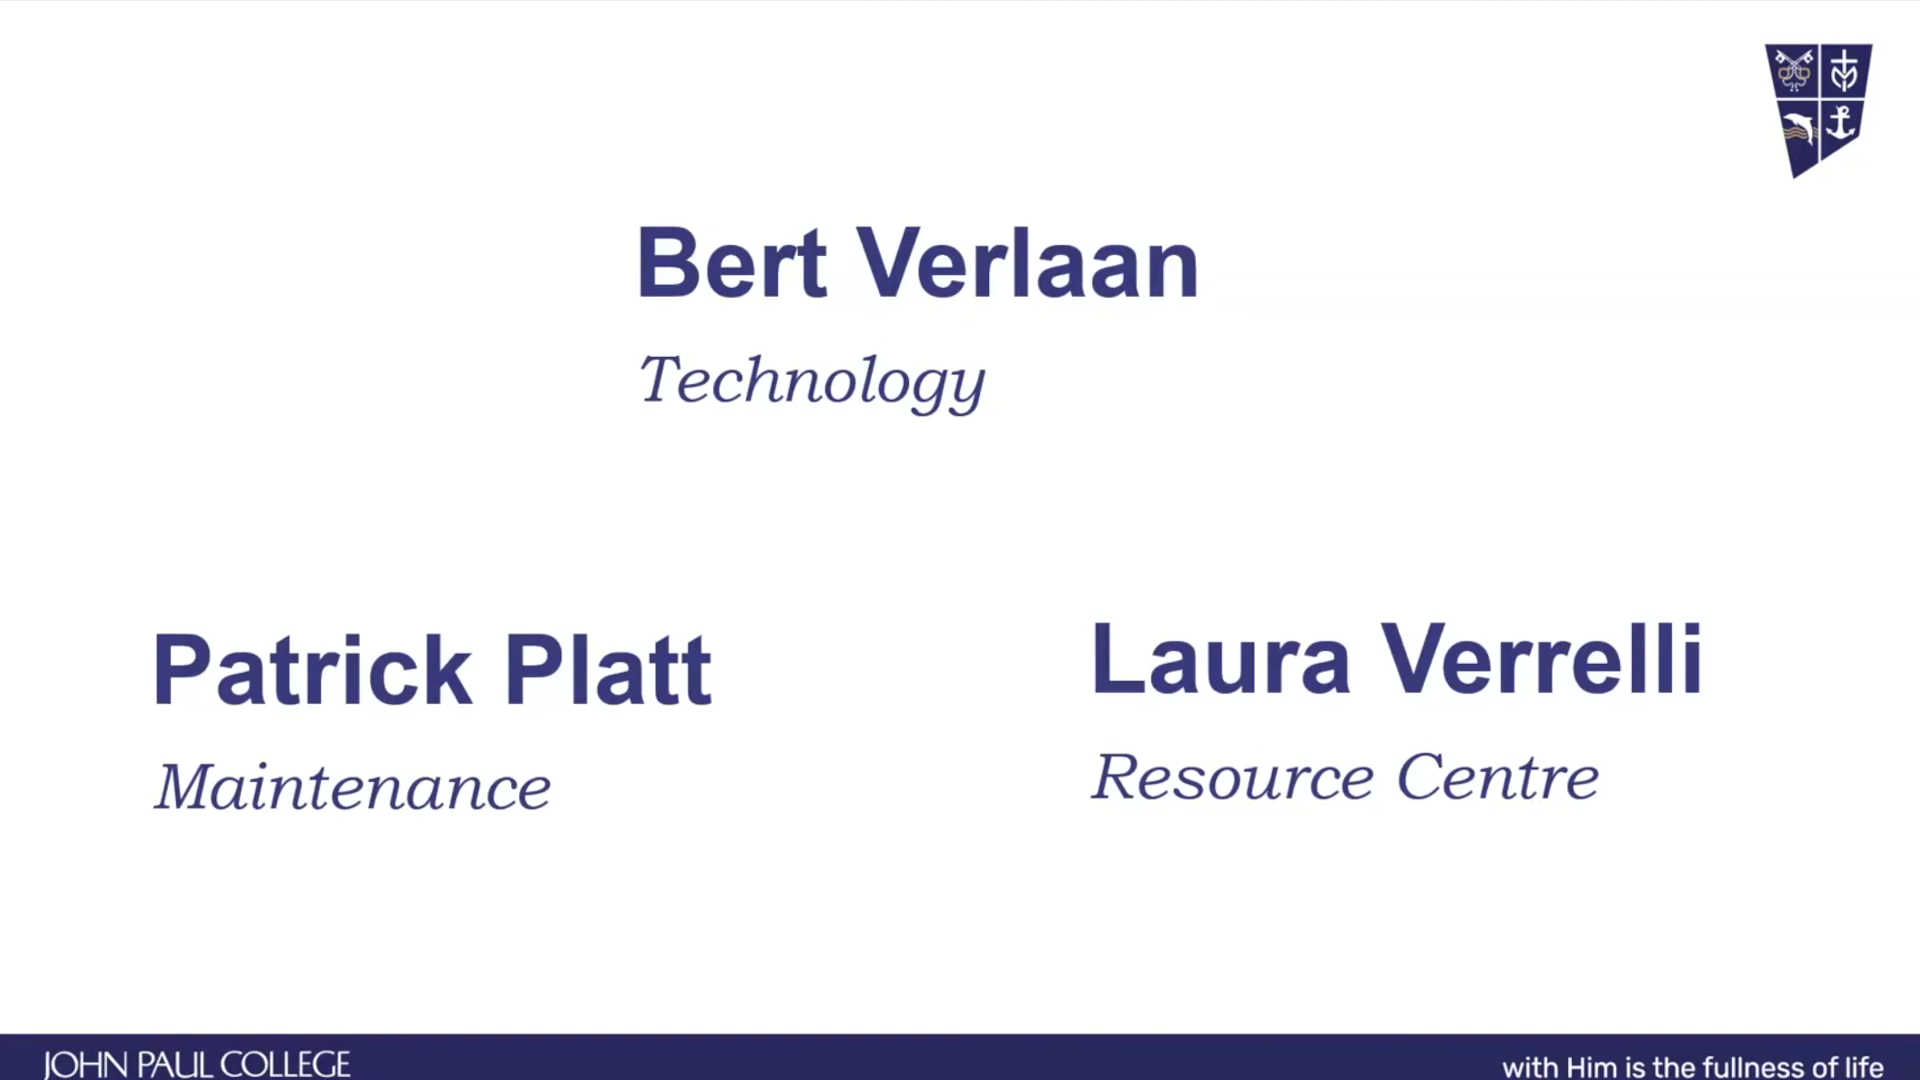 Bert Verlaan
Technology
Patrick Platt
Maintenance
Laura Verrelli
Resource Centre
JOHN PAUL COLLEGE
with Him is the fullness of life